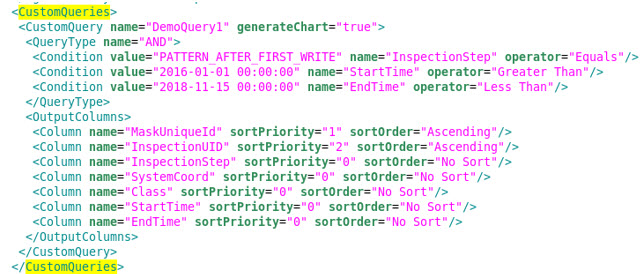 <CustomQueries>
<CustomQuery name="DemoQuery1" generateChart="true">
<QueryType name="AND">
<Condition value="PATTERN_AFTER_FIRST_WRITE" name="InspectionStep" operator="Equals"/>
<Condition value="2016-01-01 00:00:00" name="StartTime" operator="Greater Than"/>
<Condition value="2018-11-15 00:00:00" name="EndTime" operator="Less Than"/>
</QueryType>
<OutputColumns>
<Column name="MaskUniqueId" sortPriority="1" sortOrder="Ascending"/>
<Column name="InspectionUID" sortPriority="2" sortOrder="Ascending"/>
<Column name="InspectionStep" sortPriority="0" sortOrder="No Sort"/>
<Column name="SystemCoord" sortPriority="0" sortOrder="No Sort"/>
<Column name="Class" sortPriority="0" sortOrder="No Sort"/>
<Column name="StartTime" sortPriority="0" sortOrder="No Sort"/>
<Column name="EndTime" sortPriority="0" sortOrder="No Sort"/>
</OutputColumns>
</CustomQuery>
</CustomQueries>